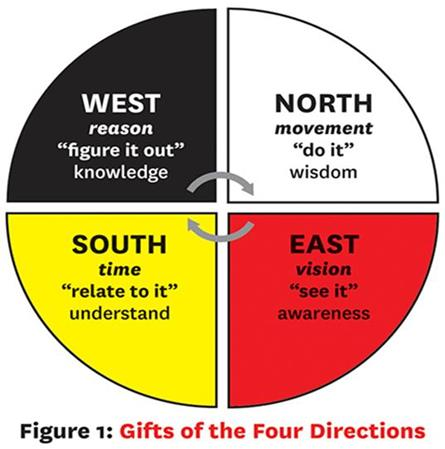 WEST
reason
"figure it out"
knowledge
NORTH
movement
"do it"
wisdom
SOUTH
time
"relate to it"
understand
EAST
vision
"see it"
awareness
Figure 1: Gifts of the Four Directions